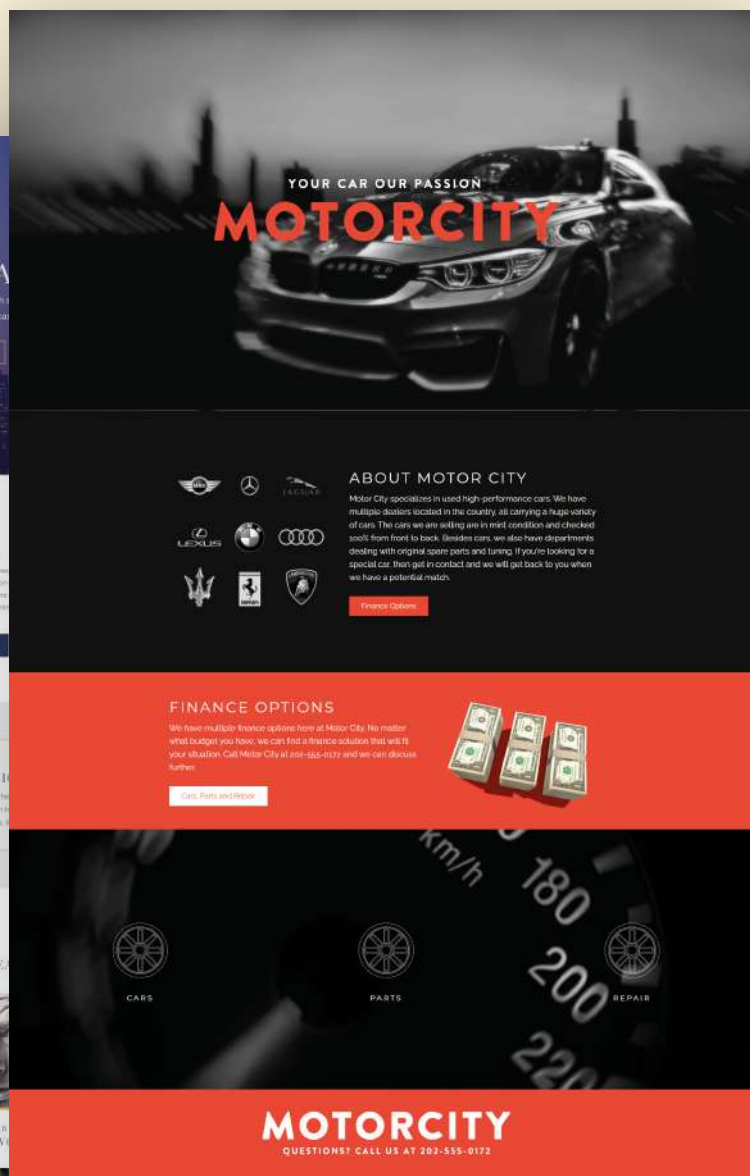 YOUR CAR OUR PASSION
MOTORCITY
JAGUAR
LEXUS
Ferrari
ABOUT MOTOR CITY
Motor City specializes in used high-performance cars. We have
multiple dealers located in the country, all carrying a huge variety
of cars. The cars we are selling are in mint condition and checked
100% from front to back. Besides cars, we also have departments
dealing with original spare parts and tuning. If you're looking for a
special car, then get in contact and we will get back to you when
we have a potential match.
Finance Options
FINANCE OPTIONS
We have multiple finance options here at Motor City. No matter
what budget you have, we can find a finance solution that will fit
your situation. Call Motor City at 202-555-0172 and we can discuss
further.
Cars, Parts and Repair
km/h
180
200
220
CARS
PARTS
REPAIR
MOTORCITY
QUESTIONS? CALL US AT 202-555-0172